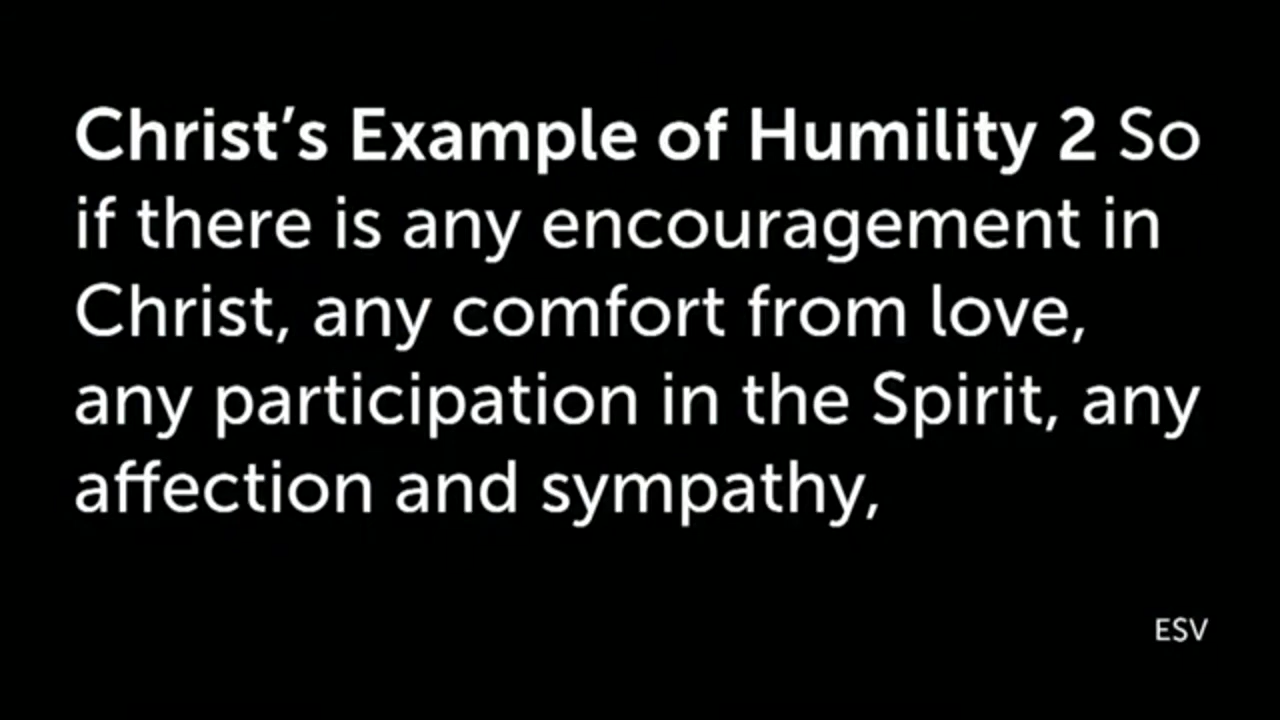 Christ’s Example of Humility 2 So
if there is any encouragement in
Christ, any comfort from love,
any participation in the Spirit, any
affection and sympathy,
ESV